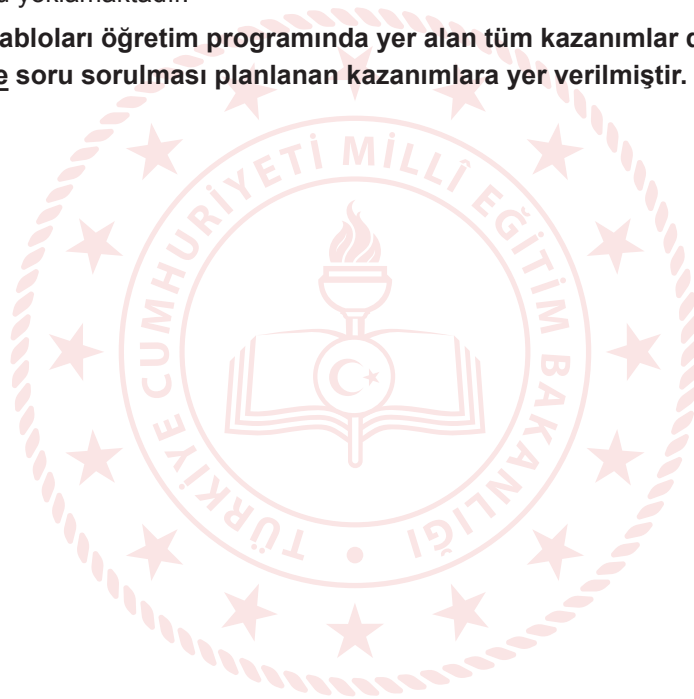 yoklamaktadır.
abloları öğretim programında yer alan tüm kazanımlar
soru sorulması planlanan kazanımlara yer verilmiştir.
TÜRKİYE CUMHURİYETİ MİLLÎ EĞİTİM BAKANLIĞI